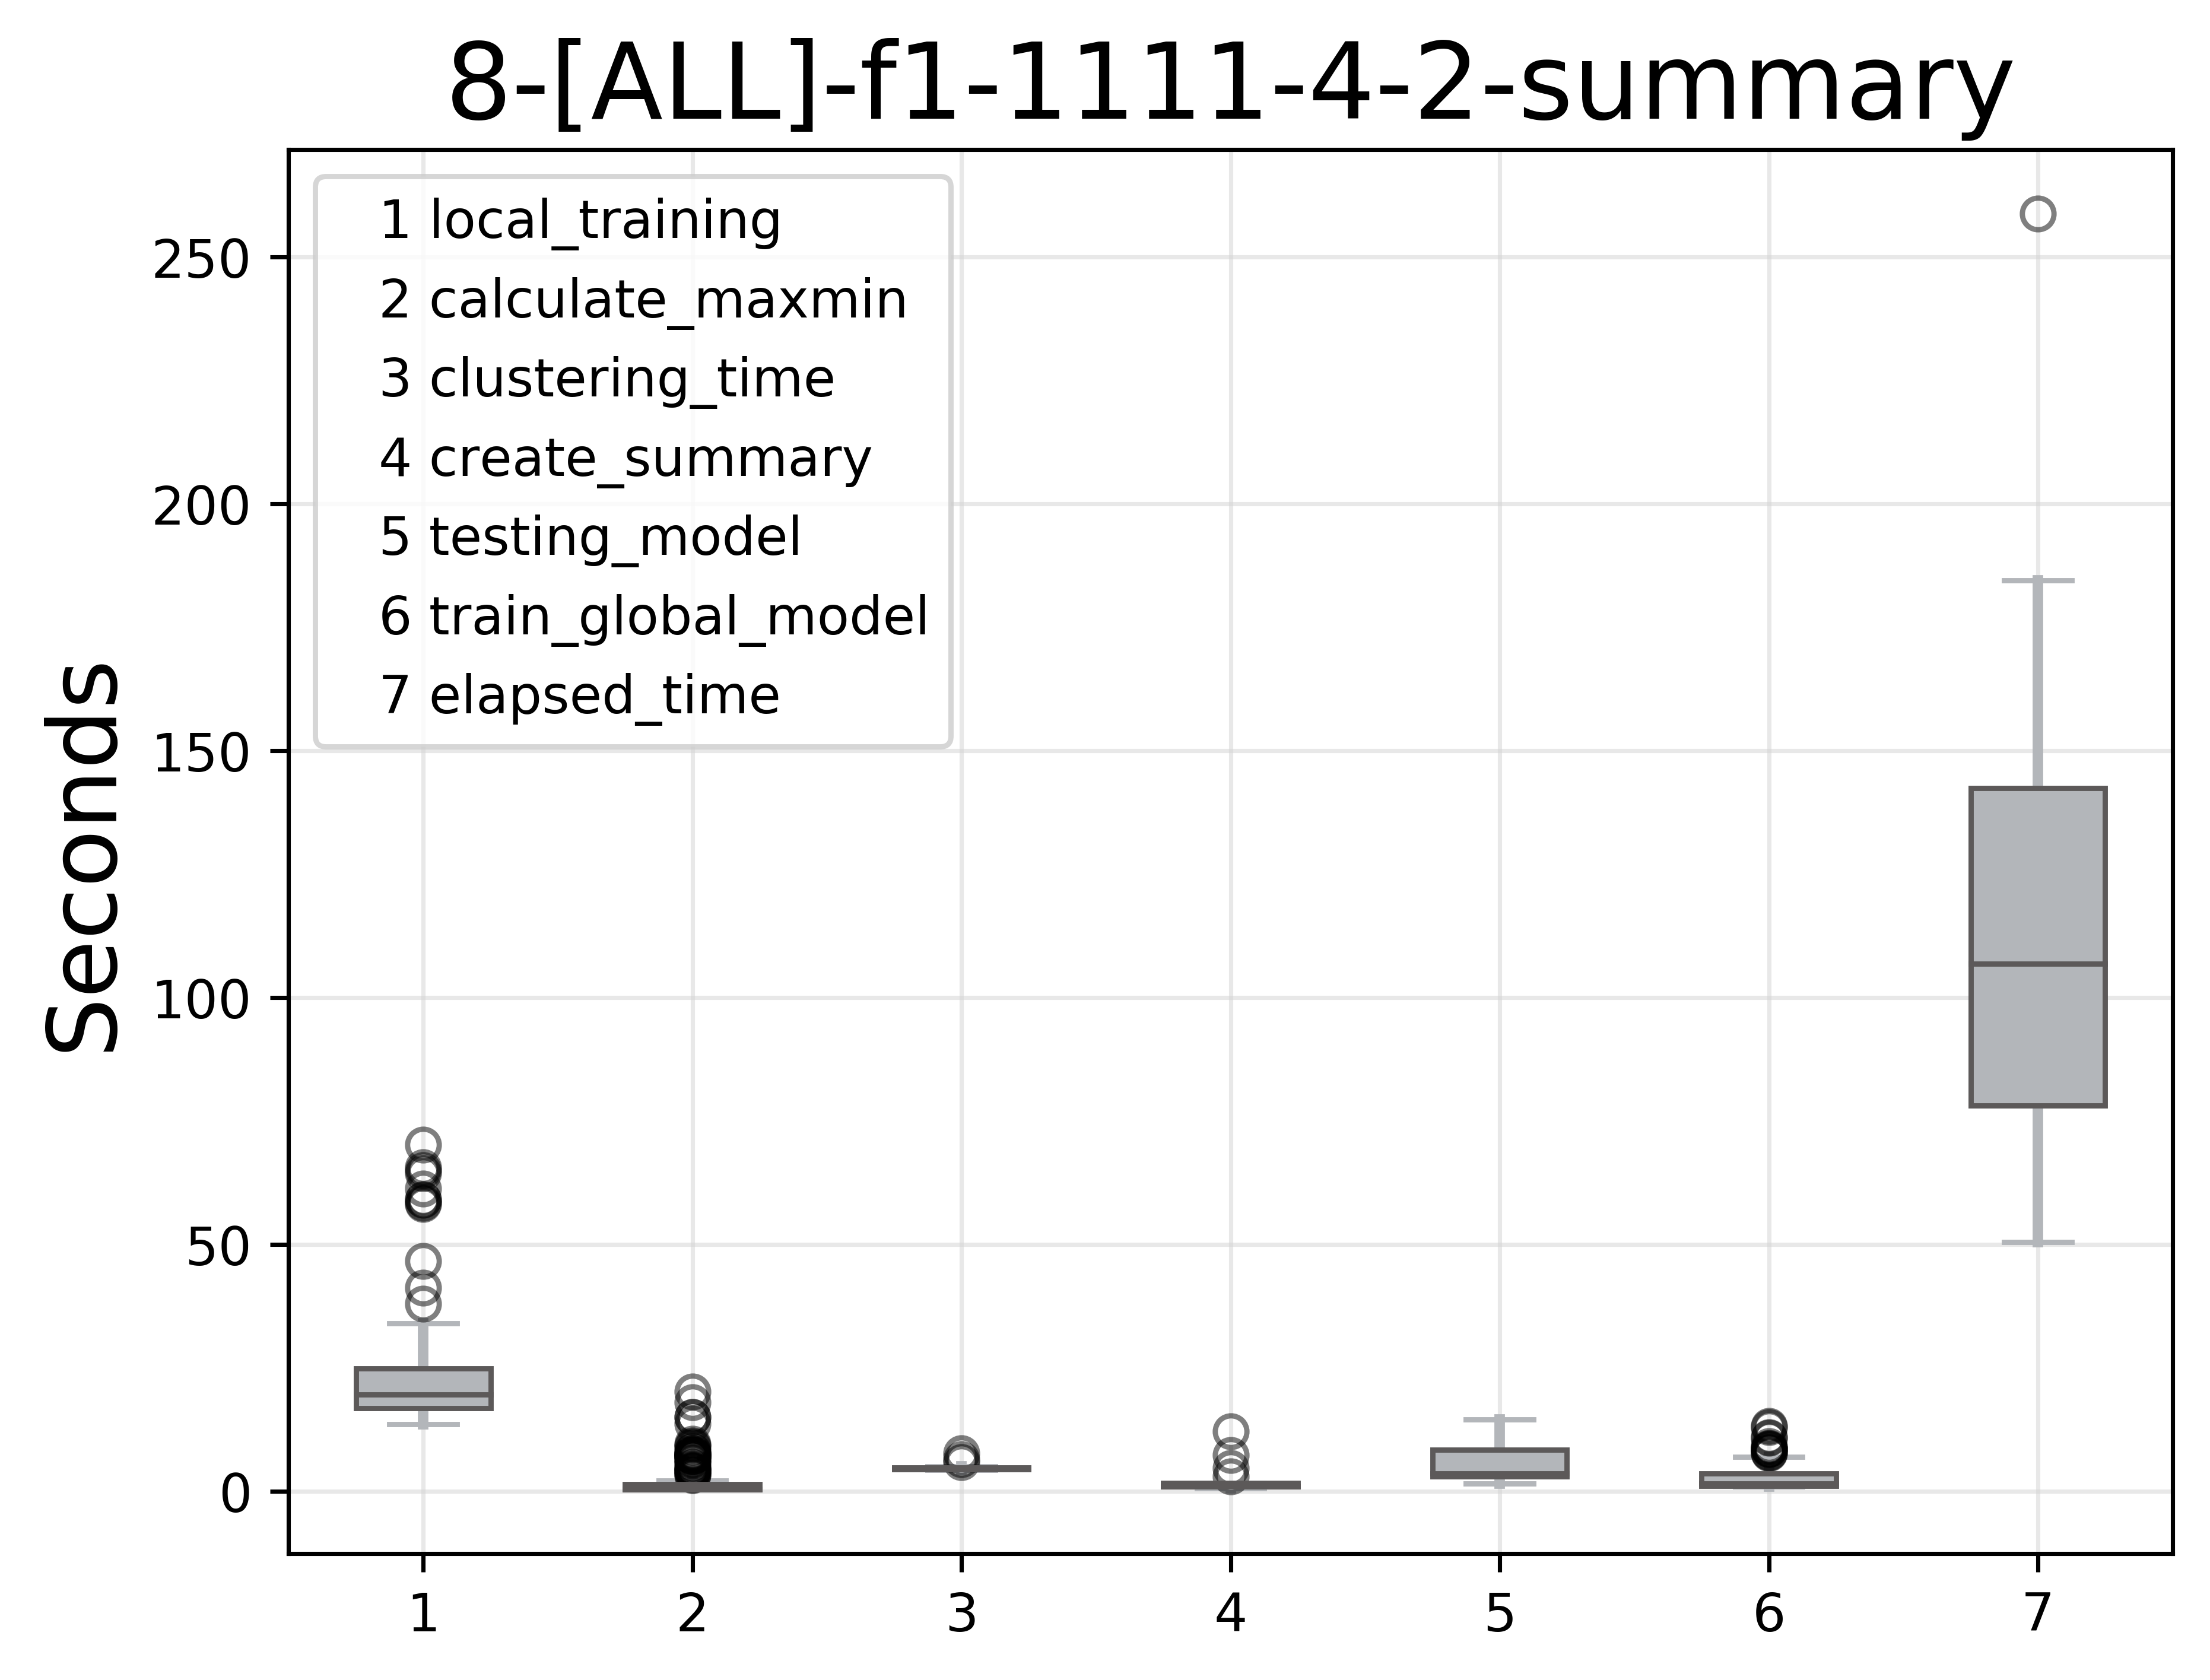 8-[ALL]-f1-1111-4-2-summary
1 local_training
2 calculate_maxmin
3 clustering_time
4 create_summary
5 testing_model
6 train_global_model
7 elapsed_time
Seconds
250
200
150
100
50
0
1 2 3 4 5 6 7